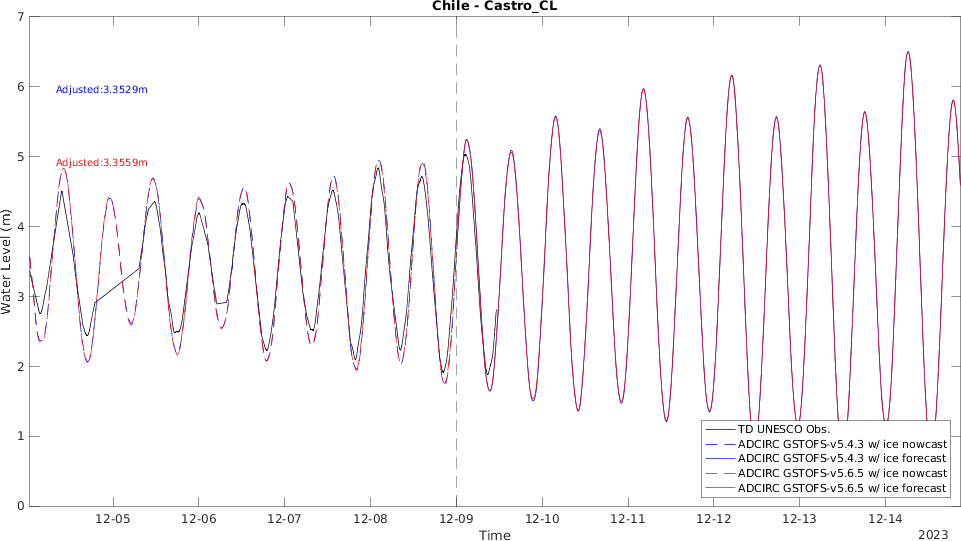 Chile - Castro_CL
7
6
5
4
3
2
1
0
Water Level (m)
Adjusted:3.3529m
Adjusted:3.3559m
TD UNESCO Obs.
ADCIRC GSTOFS-v5.4.3 w/ ice nowcast
ADCIRC GSTOFS-v5.4.3 w/ ice forecast
ADCIRC GSTOFS-v5.6.5 w/ ice nowcast
ADCIRC GSTOFS-v5.6.5 w/ ice forecast
12-05 12-06 12-07 12-08 12-09 12-10 12-11 12-12 12-13 12-14
Time
2023